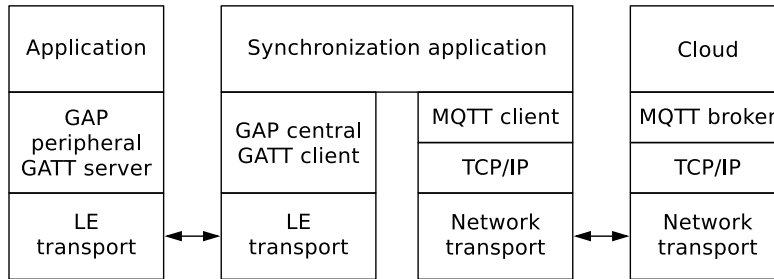 Application
GAP
peripheral
GATT server
LE
transport
Synchronization application
GAP central
GATT client
LE
transport
MQTT client
TCP/IP
Network
transport
Cloud
MQTT broker
TCP/IP
Network
transport